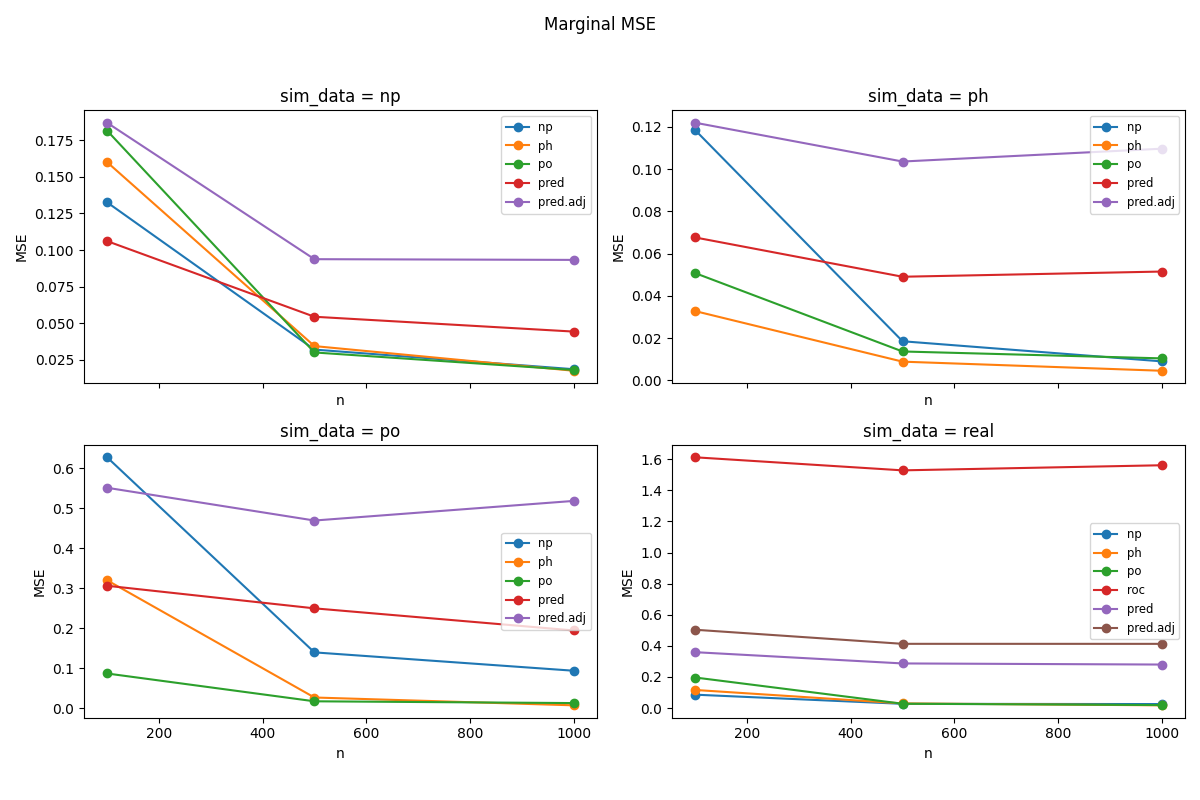 Marginal MSE
sim_data = np
0.175
0.150
0.125
0.100
0.075
0.050
0.025
MSE
n
np
ph
po
pred
pred.adj
sim_data = ph
0.12
0.10
0.08
0.06
0.04
0.02
0.00
MSE
n
np
ph
po
pred
pred.adj
sim_data = po
0.6
0.5
0.4
0.3
0.2
0.1
0.0
MSE
200 400 600 800 1000
n
np
ph
po
pred
pred.adj
sim_data = real
1.6
1.4
1.2
1.0
0.8
0.6
0.4
0.2
0.0
MSE
200 400 600 800 1000
n
np
ph
po
roc
pred
pred.adj